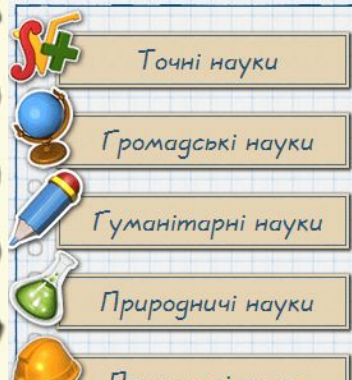 Точні науки
Громадські науки
Гуманітарні науки
Природничі науки